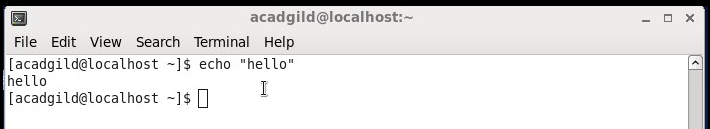 acadgild@localhost:~
File Edit View Search Terminal Help
[acadgild@localhost ~]$ echo "hello"
hello
[acadgild@localhost ~]$